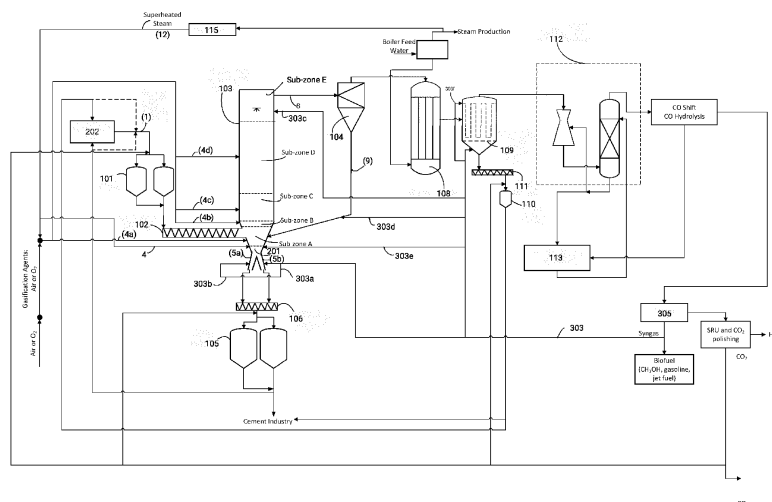 Superheated
Steam
(12)
115
Steam Production
Boiler Feed
Water
112
Sub-zone E
103
8
303c
104
202
(1)
101
(4d)
Sub-zone D
(9)
108
109
111
110
CO Shift
CO Hydrolysis
(4c)
Sub-zone C
(4b)
Sub-zone B
102
303d
(4a)
Sub zone A
4
201
303e
(5a)
(5b)
303a
303b
113
Gasification Agents:
Air or O₂
Air or O₂
106
105
305
303
Syngas
SRU and CO₂
polishing
H
Biofuel
(CH₃OH, gasoline,
jet fuel)
CO₂
Cement Industry